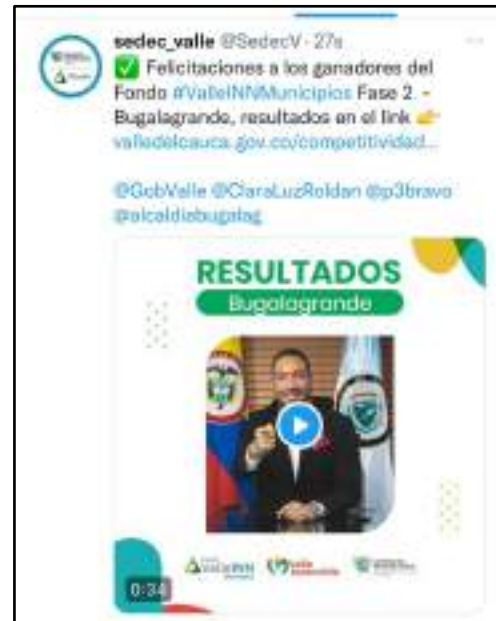 sedec_valle @SedecV · 27s
✅ Felicitaciones a los ganadores del
Fondo #ValleINNMunicipios Fase 2 -
Bugalagrande, resultados en el link 👉
valledelcauca.gov.co/competitividad...
@GobValle @ClaraLuzRoldan @p3bravo
@alcaldiabugalag
RESULTADOS
Bugalagrande
ValleINN
0:34